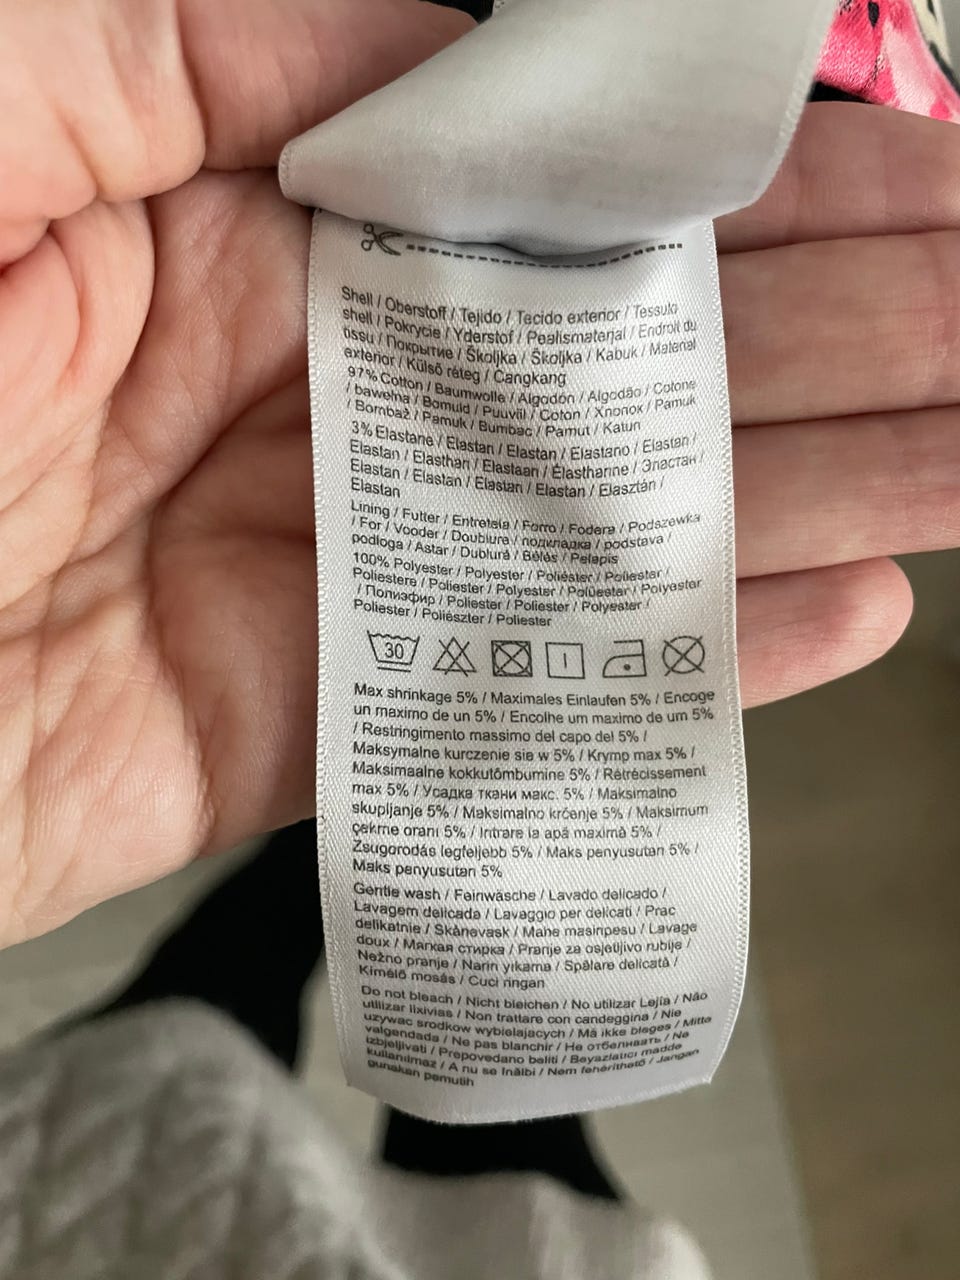 Shell / Oberstoff / Tejido / Tecido exterior / Tessuto
shell / Pokrycie / Yderstof / Pealismaterjal / Endroit du
tissu / Покрытие / Školjka / Školjka / Kabuk / Material
exterior / Külső réteg / Cangkang
97% Cotton / Baumwolle / Algodón / Algodão / Cotone
/ bawełna / Bomuld / Puuvill / Coton / Хлопок / Pamuk
/ Bombaž / Pamuk / Bumbac / Pamut / Katun
3% Elastane / Elastan / Elastan / Elastano / Elastan /
Elastan / Elasthan / Elastaan / Élasthanne / Эластан /
Elastan / Elastan / Elastan / Elastan / Elasztán /
Elastan
Lining / Futter / Entretela / Forro / Fodera / Podszewka
/ For / Vooder / Doublure / подкладка / podstava /
podloga / Astar / Dublură / Bélés / Pelapis
100% Polyester / Polyester / Poliéster / Poliester /
Poliestere / Poliester / Polyester / Polüester / Polyester
/ Полиэфир / Poliester / Poliester / Polyester /
Poliester / Poliészter / Poliester
30
Max shrinkage 5% / Maximales Einlaufen 5% / Encoge
un maximo de un 5% / Encolhe um maximo de um 5%
/ Restringimento massimo del capo del 5% /
Maksymalne kurczenie sie w 5% / Krymp max 5% /
Maksimaalne kokkutõmbumine 5% / Rétrécissement
max 5% / Усадка ткани макс. 5% / Maksimalno
skupljanje 5% / Maksimalno krčenje 5% / Maksimum
çekme orani 5% / Intrare la apă maximă 5% /
Zsugorodás legfeljebb 5% / Maks penyusutan 5% /
Maks penyusutan 5%
Gentle wash / Feinwäsche / Lavado delicado /
Lavagem delicada / Lavaggio per delicati / Prac
delikatnie / Skånevask / Mahe masinpesu / Lavage
doux / Мягкая стирка / Pranje za osjetljivo rublje /
Nežno pranje / Narin yıkama / Spălare delicată /
Kímélő mosás / Cuci ringan
Do not bleach / Nicht bleichen / No utilizar Lejía / Não
utilizar lixivias / Non trattare con candeggina / Nie
uzywac srodkow wybielajacych / Må ikke bleges / Mitte
valgendada / Ne pas blanchir / Не отбеливать / Ne
izbjeljivati / Prepovedano beliti / Beyazlatici madde
kullanılmaz / A nu se înălbi / Nem fehéríthető / Jangan
gunakan pemutih